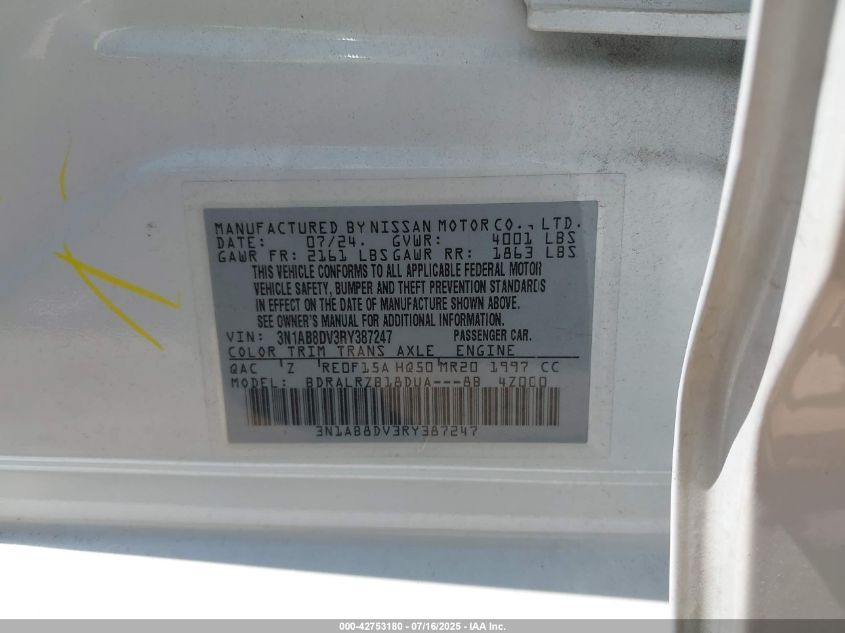 MANUFACTURED BY NISSAN MOTOR CO., LTD.
DATE: 07/24. GVWR: 4001 LBS
GAWR FR: 2161 LBS GAWR RR: 1863 LBS
THIS VEHICLE CONFORMS TO ALL APPLICABLE FEDERAL MOTOR
VEHICLE SAFETY, BUMPER AND THEFT PREVENTION STANDARDS
IN EFFECT ON THE DATE OF MANUFACTURE SHOWN ABOVE.
SEE OWNER'S MANUAL FOR ADDITIONAL INFORMATION.
VIN: 3N1AB8DV3RY387247 PASSENGER CAR.
COLOR TRIM TRANS AXLE ENGINE
QAC Z RE0F15A HQ50 MR20 1997 CC
MODEL: BDRALRZB18DUA---8B 4Z0C0
3N1AB8DV3RY387247
000-42753180 - 07/16/2025 - IAA Inc.